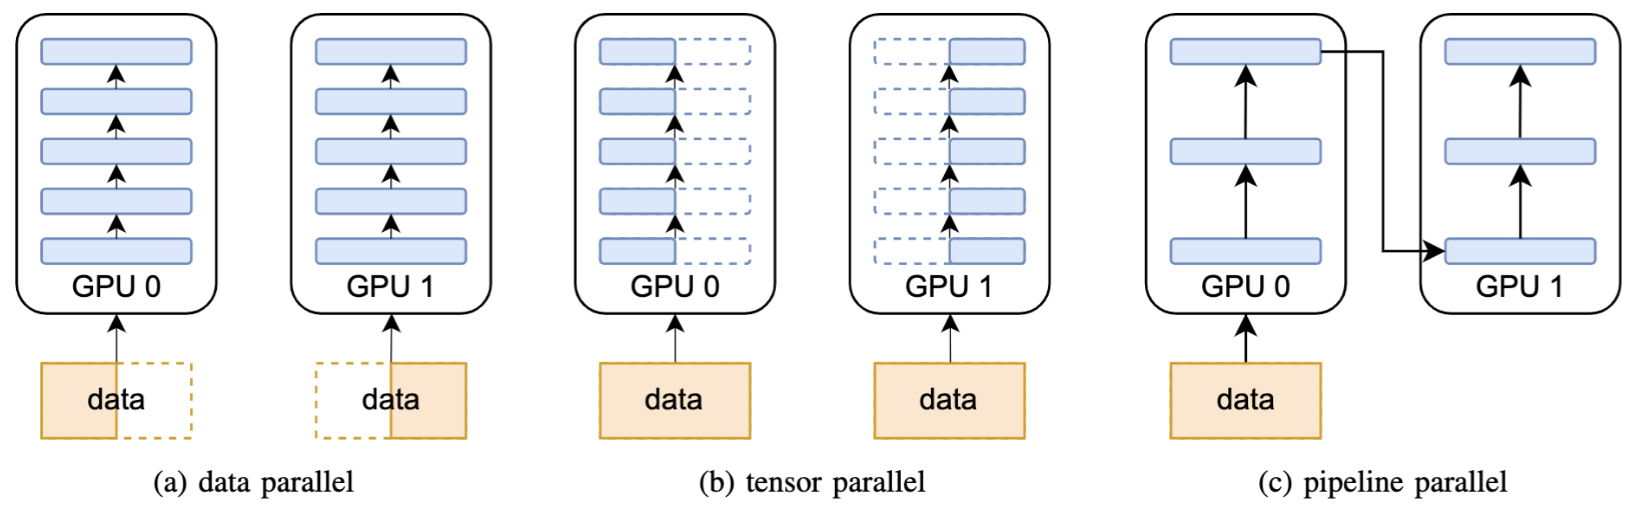 GPU 0
GPU 1
GPU 0
GPU 1
GPU 0
GPU 1
data
data
data
data
data
(a) data parallel
(b) tensor parallel
(c) pipeline parallel